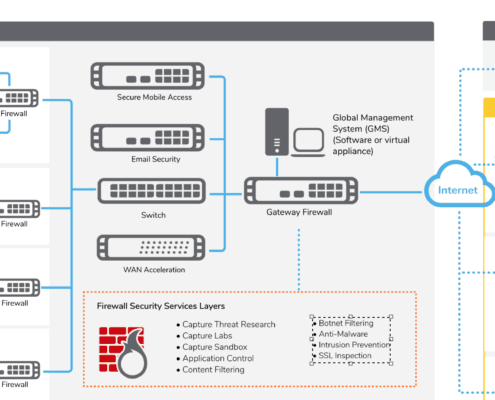 Firewall
Firewall
Firewall
Firewall
Secure Mobile Access
Email Security
Switch
WAN Acceleration
Global Management
System (GMS)
(Software or virtual
appliance)
Gateway Firewall
Internet
Firewall Security Services Layers
• Capture Threat Research
• Capture Labs
• Capture Sandbox
• Application Control
• Content Filtering
• Botnet Filtering
• Anti-Malware
• Intrusion Prevention
• SSL Inspection